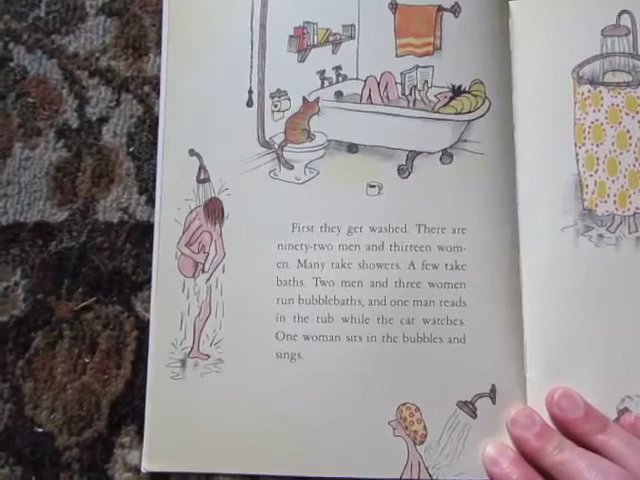 First they get washed. There are
ninety-two men and thirteen wom-
en. Many take showers. A few take
baths. Two men and three women
run bubblebaths, and one man reads
in the tub while the cat watches.
One woman sits in the bubbles and
sings.